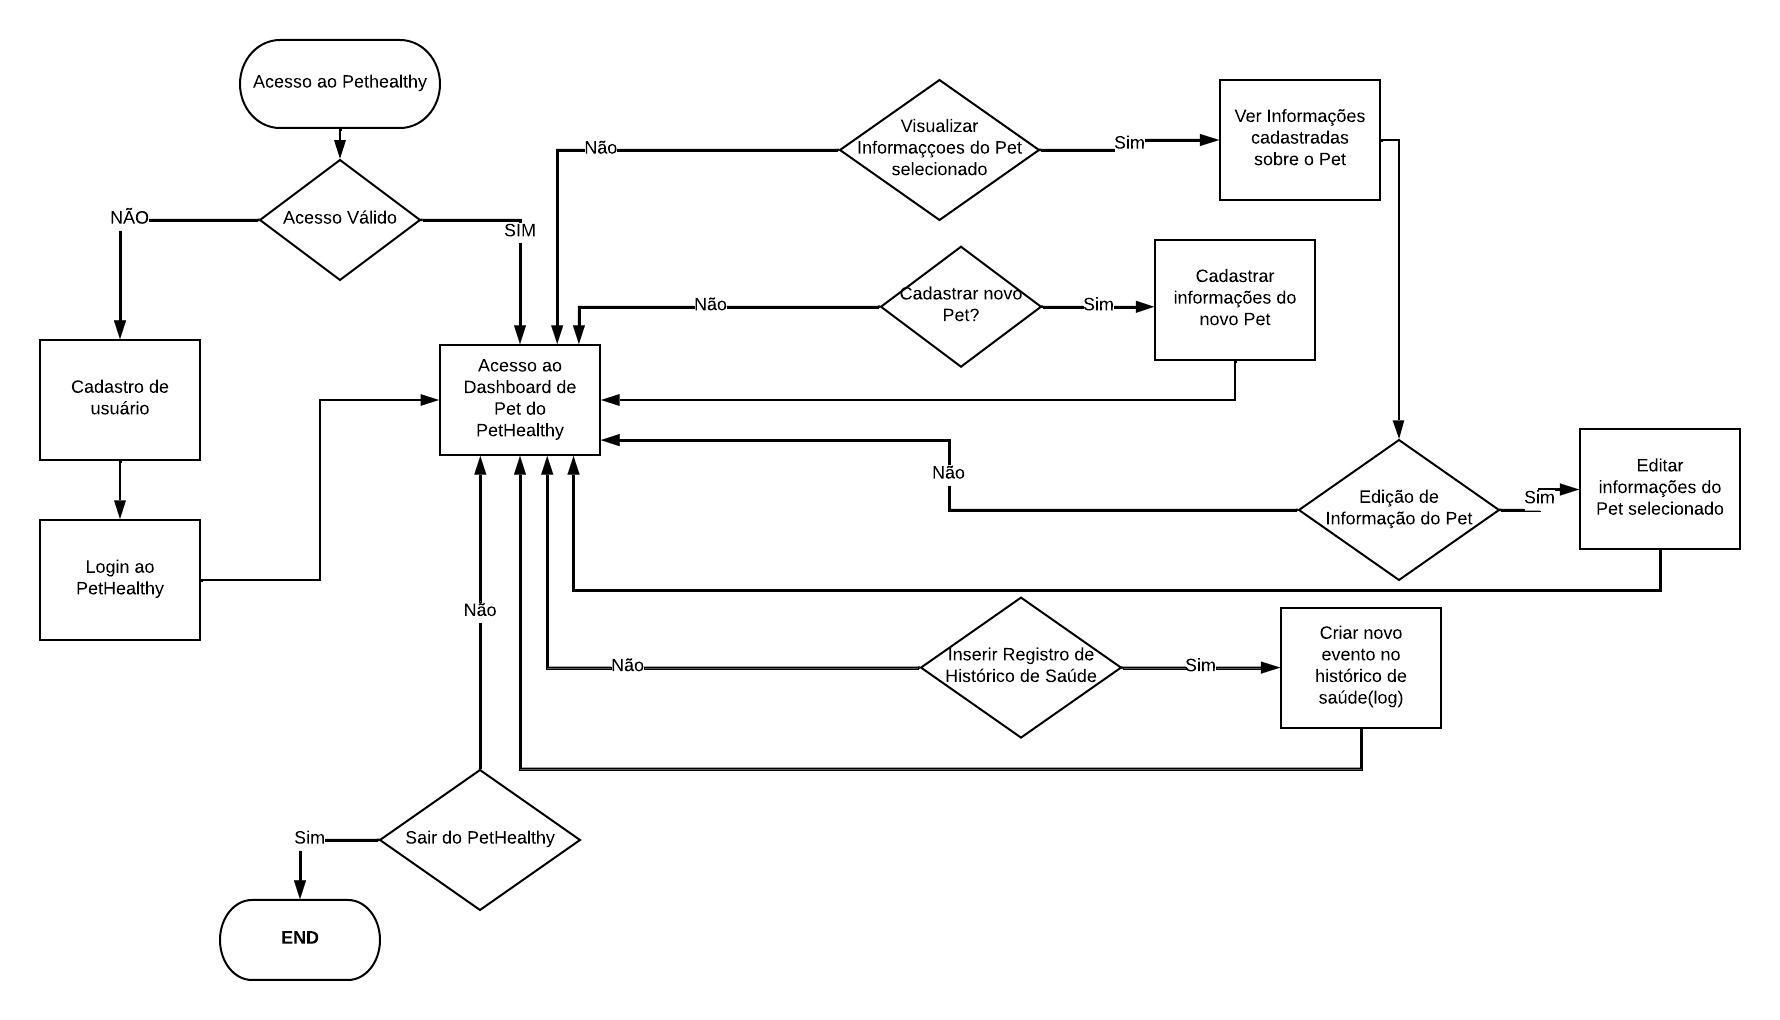 Acesso ao Pethealthy
Acesso Válido
NÃO
SIM
Cadastro de
usuário
Login ao
PetHealthy
Acesso ao
Dashboard de
Pet do
PetHealthy
Visualizar
Informaçções do Pet
selecionado
Não
Sim
Ver Informações
cadastradas
sobre o Pet
Cadastrar novo
Pet?
Não
Sim
Cadastrar
informações do
novo Pet
Edição de
Informação do Pet
Não
Sim
Editar
informações do
Pet selecionado
Inserir Registro de
Histórico de Saúde
Não
Sim
Criar novo
evento no
histórico de
saúde(log)
Não
Sair do PetHealthy
Sim
END